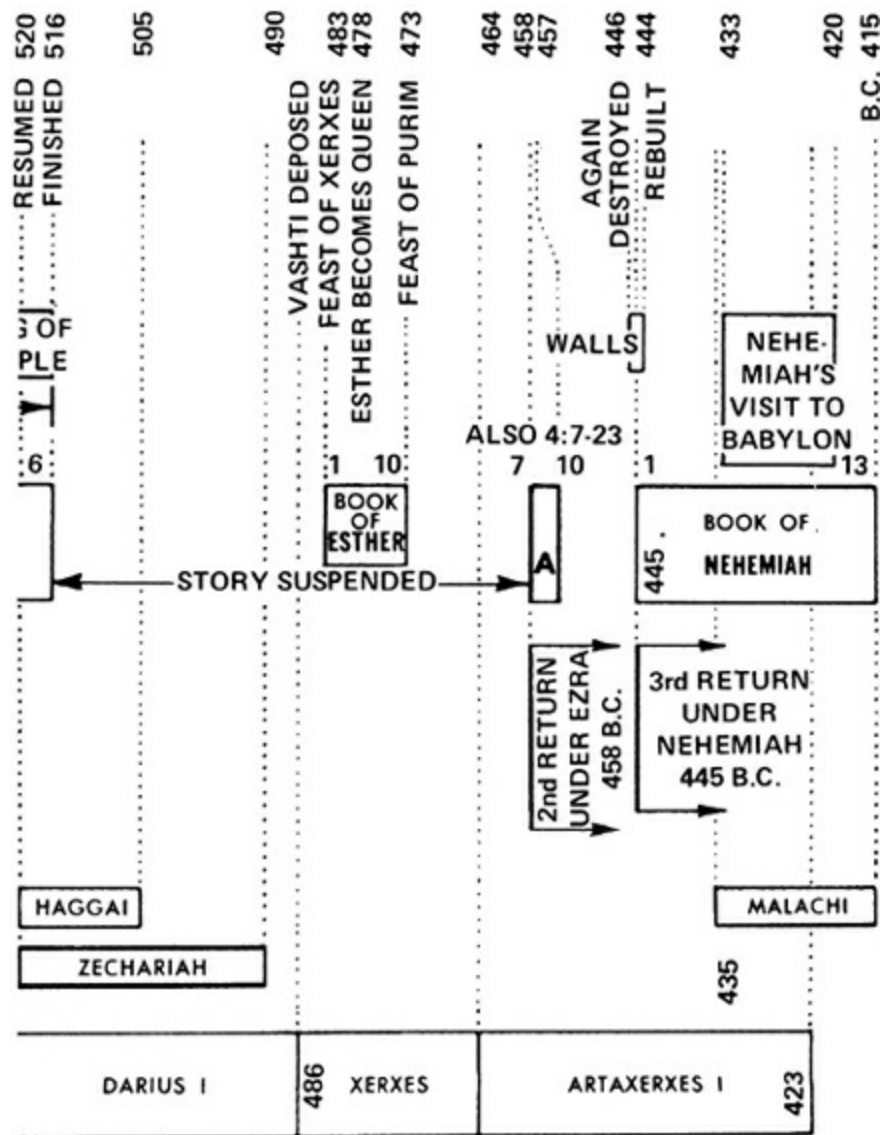 520
516
505
490
483
478
473
464
458
457
446
444
433
420
415
B.C.
RESUMED
FINISHED
VASHTI DEPOSED
FEAST OF XERXES
ESTHER BECOMES QUEEN
FEAST OF PURIM
AGAIN
DESTROYED
REBUILT
OF
PLE
WALLS
NEHE-
MIAH'S
VISIT TO
BABYLON
ALSO 4:7-23
6
1
10
7
10
1
13
BOOK
OF
ESTHER
A
445
BOOK OF
NEHEMIAH
STORY SUSPENDED
2nd RETURN
UNDER EZRA
458 B.C.
3rd RETURN
UNDER
NEHEMIAH
445 B.C.
HAGGAI
MALACHI
ZECHARIAH
435
DARIUS I
486
XERXES
ARTAXERXES I
423